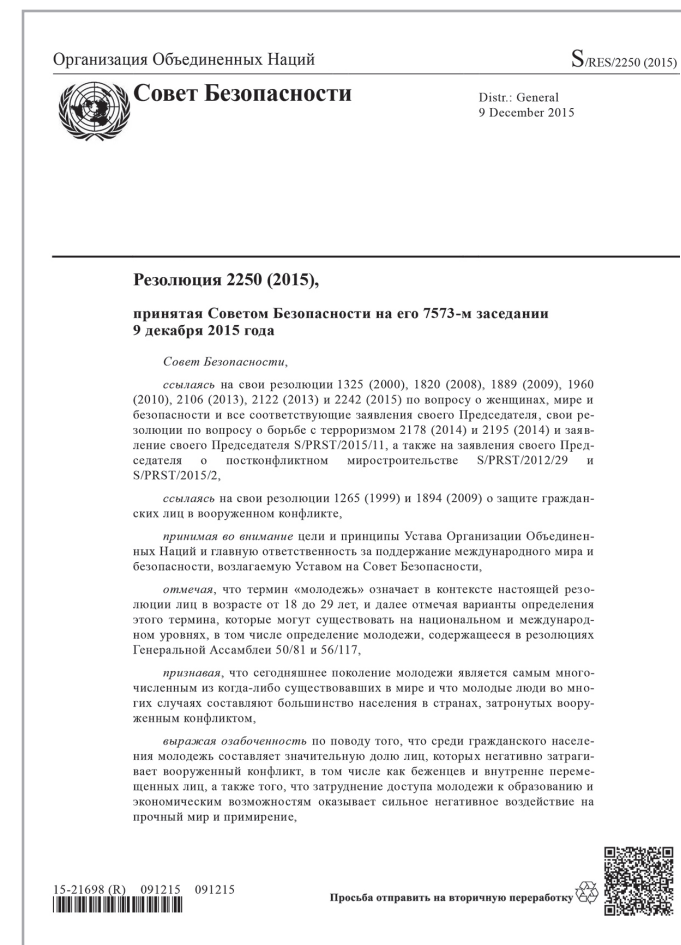 Организация Объединенных Наций
S/RES/2250 (2015)
Совет Безопасности
Distr.: General
9 December 2015
Резолюция 2250 (2015),
принятая Советом Безопасности на его 7573-м заседании
9 декабря 2015 года
Совет Безопасности,
ссылаясь на свои резолюции 1325 (2000), 1820 (2008), 1889 (2009), 1960
(2010), 2106 (2013), 2122 (2013) и 2242 (2015) по вопросу о женщинах, мире и
безопасности и все соответствующие заявления своего Председателя, свои ре-
золюции по вопросу о борьбе с терроризмом 2178 (2014) и 2195 (2014) и заяв-
ление своего Председателя S/PRST/2015/11, а также на заявления своего Пред-
седателя о постконфликтном миростроительстве S/PRST/2012/29 и
S/PRST/2015/2,
ссылаясь на свои резолюции 1265 (1999) и 1894 (2009) о защите граждан-
ских лиц в вооруженном конфликте,
принимая во внимание цели и принципы Устава Организации Объединен-
ных Наций и главную ответственность за поддержание международного мира и
безопасности, возлагаемую Уставом на Совет Безопасности,
отмечая, что термин «молодежь» означает в контексте настоящей резо-
люции лиц в возрасте от 18 до 29 лет, и далее отмечая варианты определения
этого термина, которые могут существовать на национальном и международ-
ном уровнях, в том числе определение молодежи, содержащееся в резолюциях
Генеральной Ассамблеи 50/81 и 56/117,
признавая, что сегодняшнее поколение молодежи является самым много-
численным из когда-либо существовавших в мире и что молодые люди во мно-
гих случаях составляют большинство населения в странах, затронутых воору-
женным конфликтом,
выражая озабоченность по поводу того, что среди гражданского населе-
ния молодежь составляет значительную долю лиц, которых негативно затраги-
вает вооруженный конфликт, в том числе как беженцев и внутренне переме-
щенных лиц, а также того, что затруднение доступа молодежи к образованию и
экономическим возможностям оказывает сильное негативное воздействие на
прочный мир и примирение,
15-21698 (R) 091215 091215
Просьба отправить на вторичную переработку